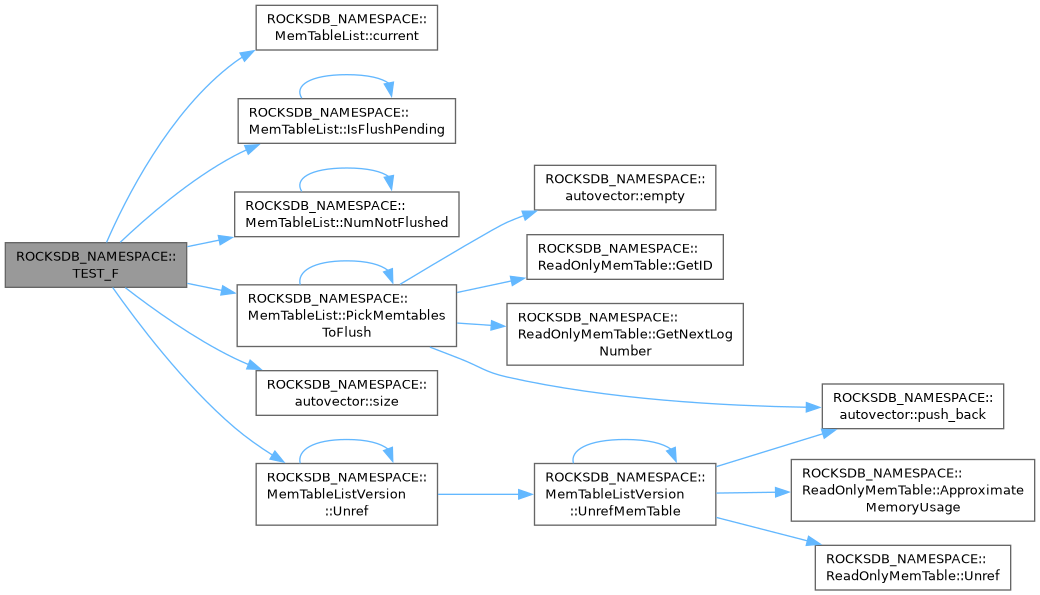 ROCKSDB_NAMESPACE::
MemTableList::current
ROCKSDB_NAMESPACE::
MemTableList::IsFlushPending
ROCKSDB_NAMESPACE::
MemTableList::NumNotFlushed
ROCKSDB_NAMESPACE::
TEST_F
ROCKSDB_NAMESPACE::
MemTableList::PickMemtables
ToFlush
ROCKSDB_NAMESPACE::
autovector::size
ROCKSDB_NAMESPACE::
MemTableListVersion
::Unref
ROCKSDB_NAMESPACE::
autovector::empty
ROCKSDB_NAMESPACE::
ReadOnlyMemTable::GetID
ROCKSDB_NAMESPACE::
ReadOnlyMemTable::GetNextLog
Number
ROCKSDB_NAMESPACE::
MemTableListVersion
::UnrefMemTable
ROCKSDB_NAMESPACE::
autovector::push_back
ROCKSDB_NAMESPACE::
ReadOnlyMemTable::Approximate
MemoryUsage
ROCKSDB_NAMESPACE::
ReadOnlyMemTable::Unref